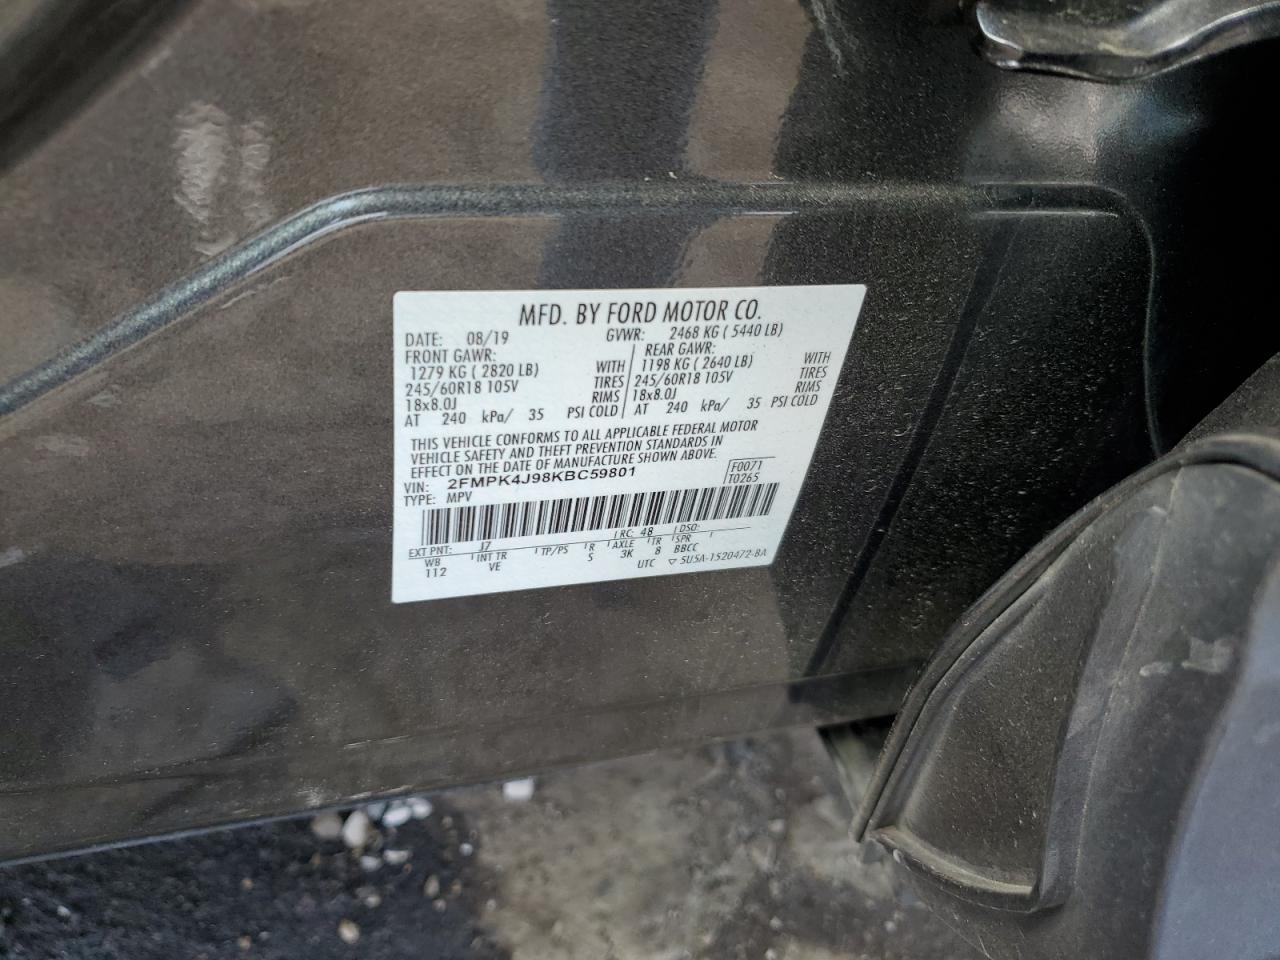 MFD. BY FORD MOTOR CO.
DATE: 08/19 GVWR: 2468 KG ( 5440 LB)
FRONT GAWR: REAR GAWR:
1279 KG ( 2820 LB) WITH 1198 KG ( 2640 LB) WITH
245/60R18 105V TIRES 245/60R18 105V TIRES
18x8.0J RIMS 18x8.0J RIMS
AT 240 kPa/ 35 PSI COLD AT 240 kPa/ 35 PSI COLD
THIS VEHICLE CONFORMS TO ALL APPLICABLE FEDERAL MOTOR
VEHICLE SAFETY AND THEFT PREVENTION STANDARDS IN
EFFECT ON THE DATE OF MANUFACTURE SHOWN ABOVE.
VIN: 2FMPK4J98KBC59801 F0071
TYPE: MPV T0265
EXT PNT: J7 RC: 48 DSO:
WB INT TR TP/PS R AXLE TR SPR
112 VE 5 3K 8 BBCC
UTC ▽ 5U5A-1520472-BA